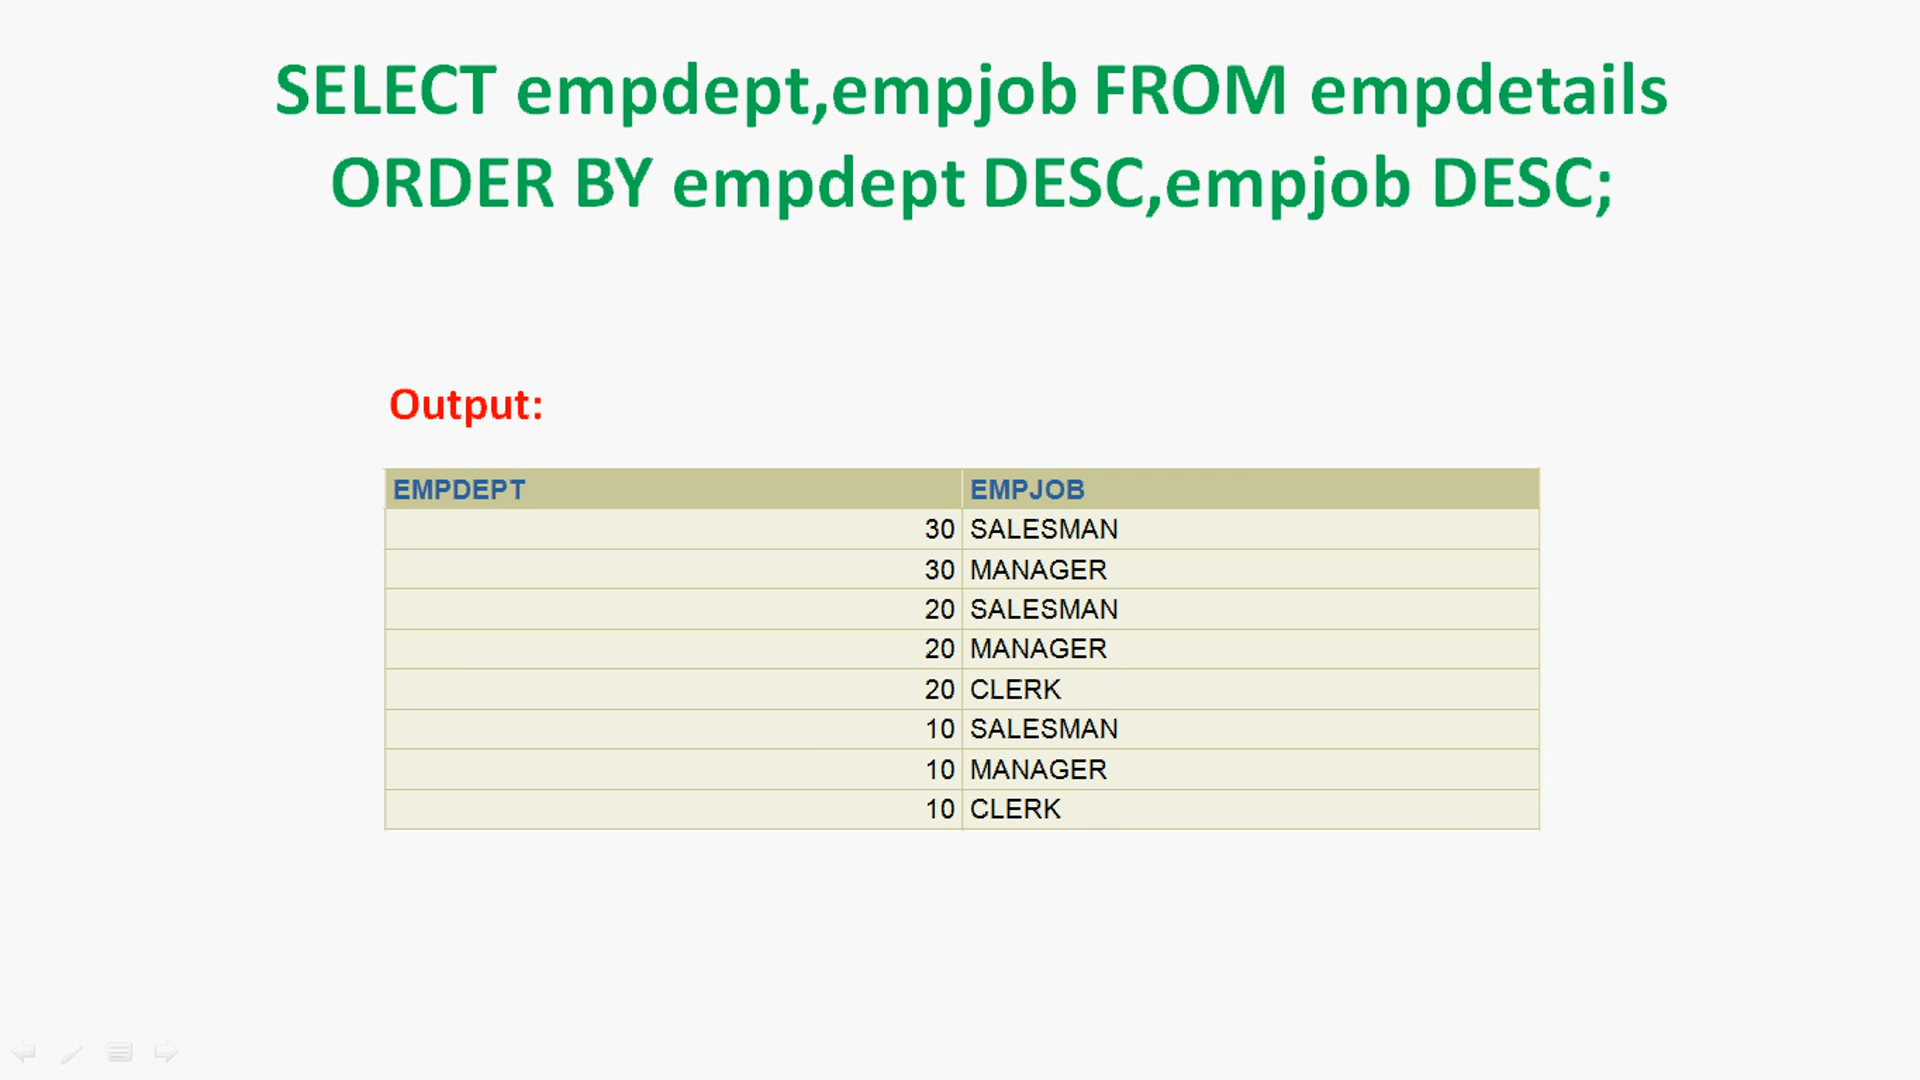 SELECT empdept,empjob FROM empdetails
ORDER BY empdept DESC,empjob DESC;
Output:
EMPDEPT EMPJOB
30 SALESMAN
30 MANAGER
20 SALESMAN
20 MANAGER
20 CLERK
10 SALESMAN
10 MANAGER
10 CLERK